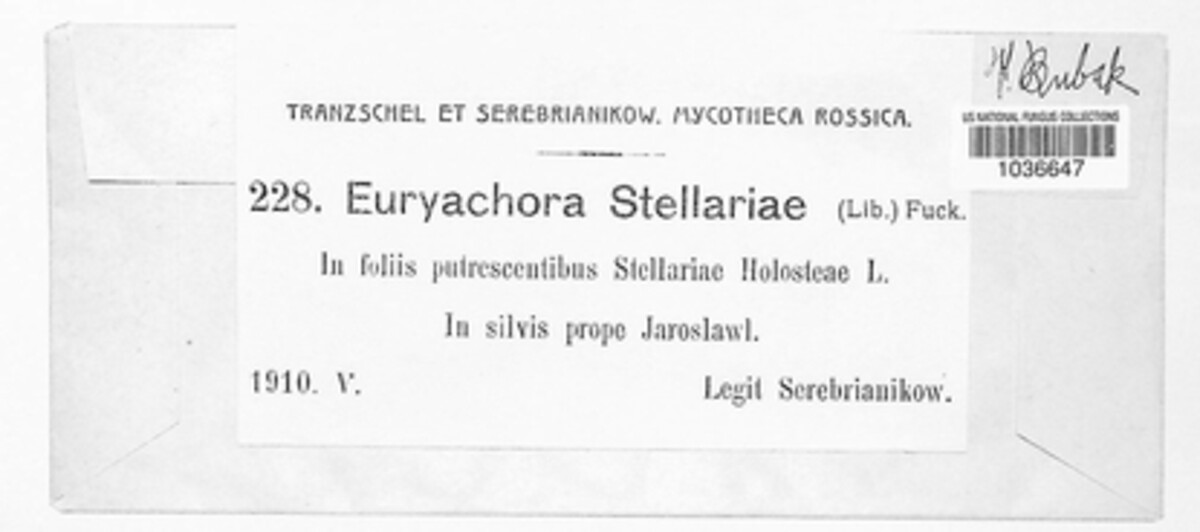 Bubak
TRANZSCHEL ET SEREBRIANIKOW. MYCOTHECA ROSSICA.
US NATIONAL FUNGUS COLLECTIONS
1036647
228. Euryachora Stellariae (Lib.) Fuck.
In foliis putrescentibus Stellariae Holosteae L.
In silvis prope Jaroslawl.
1910. V.
Legit Serebrianikow.